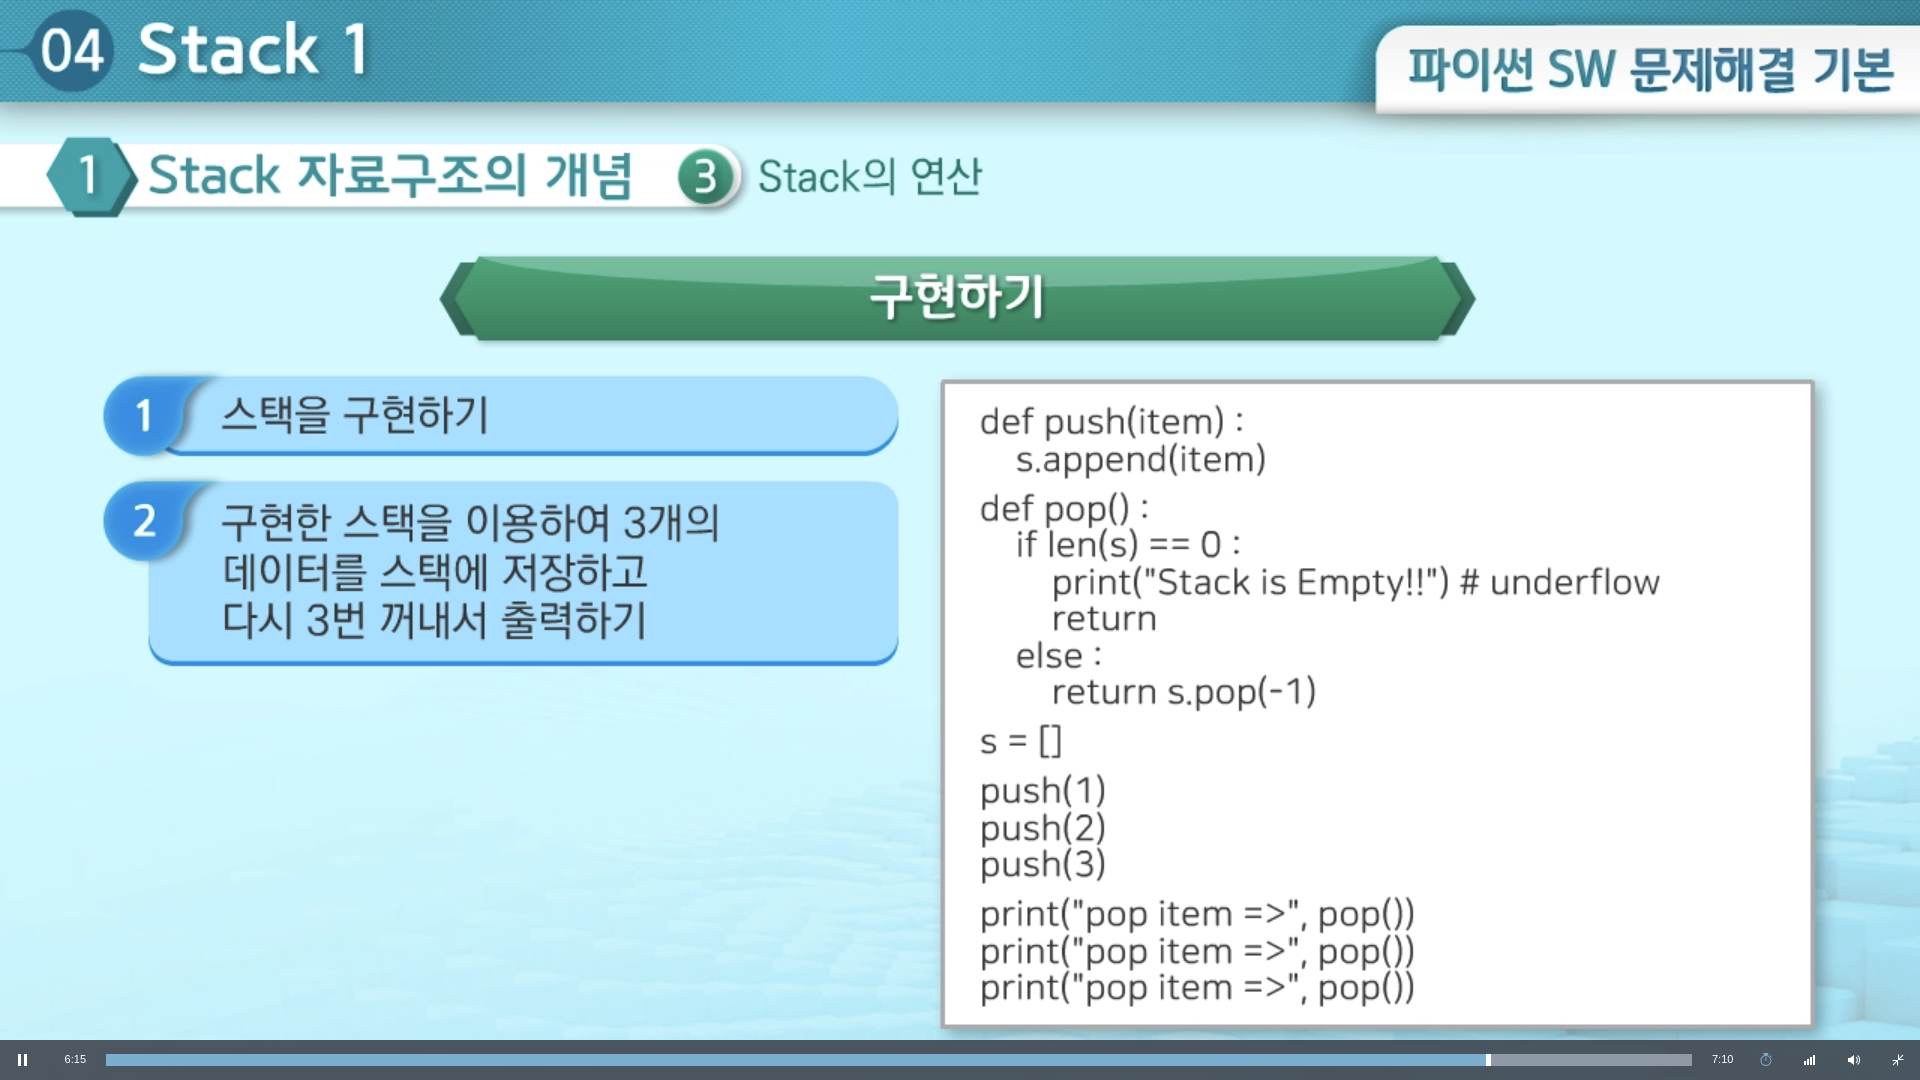 04 Stack 1
파이썬 SW 문제해결 기본
1 Stack 자료구조의 개념 3 Stack의 연산
구현하기
1 스택을 구현하기
2 구현한 스택을 이용하여 3개의
데이터를 스택에 저장하고
다시 3번 꺼내서 출력하기
def push(item) :
    s.append(item)
def pop() :
    if len(s) == 0 :
        print("Stack is Empty!!") # underflow
        return
    else :
        return s.pop(-1)
s = []
push(1)
push(2)
push(3)
print("pop item =>", pop())
print("pop item =>", pop())
print("pop item =>", pop())
6:15 7:10